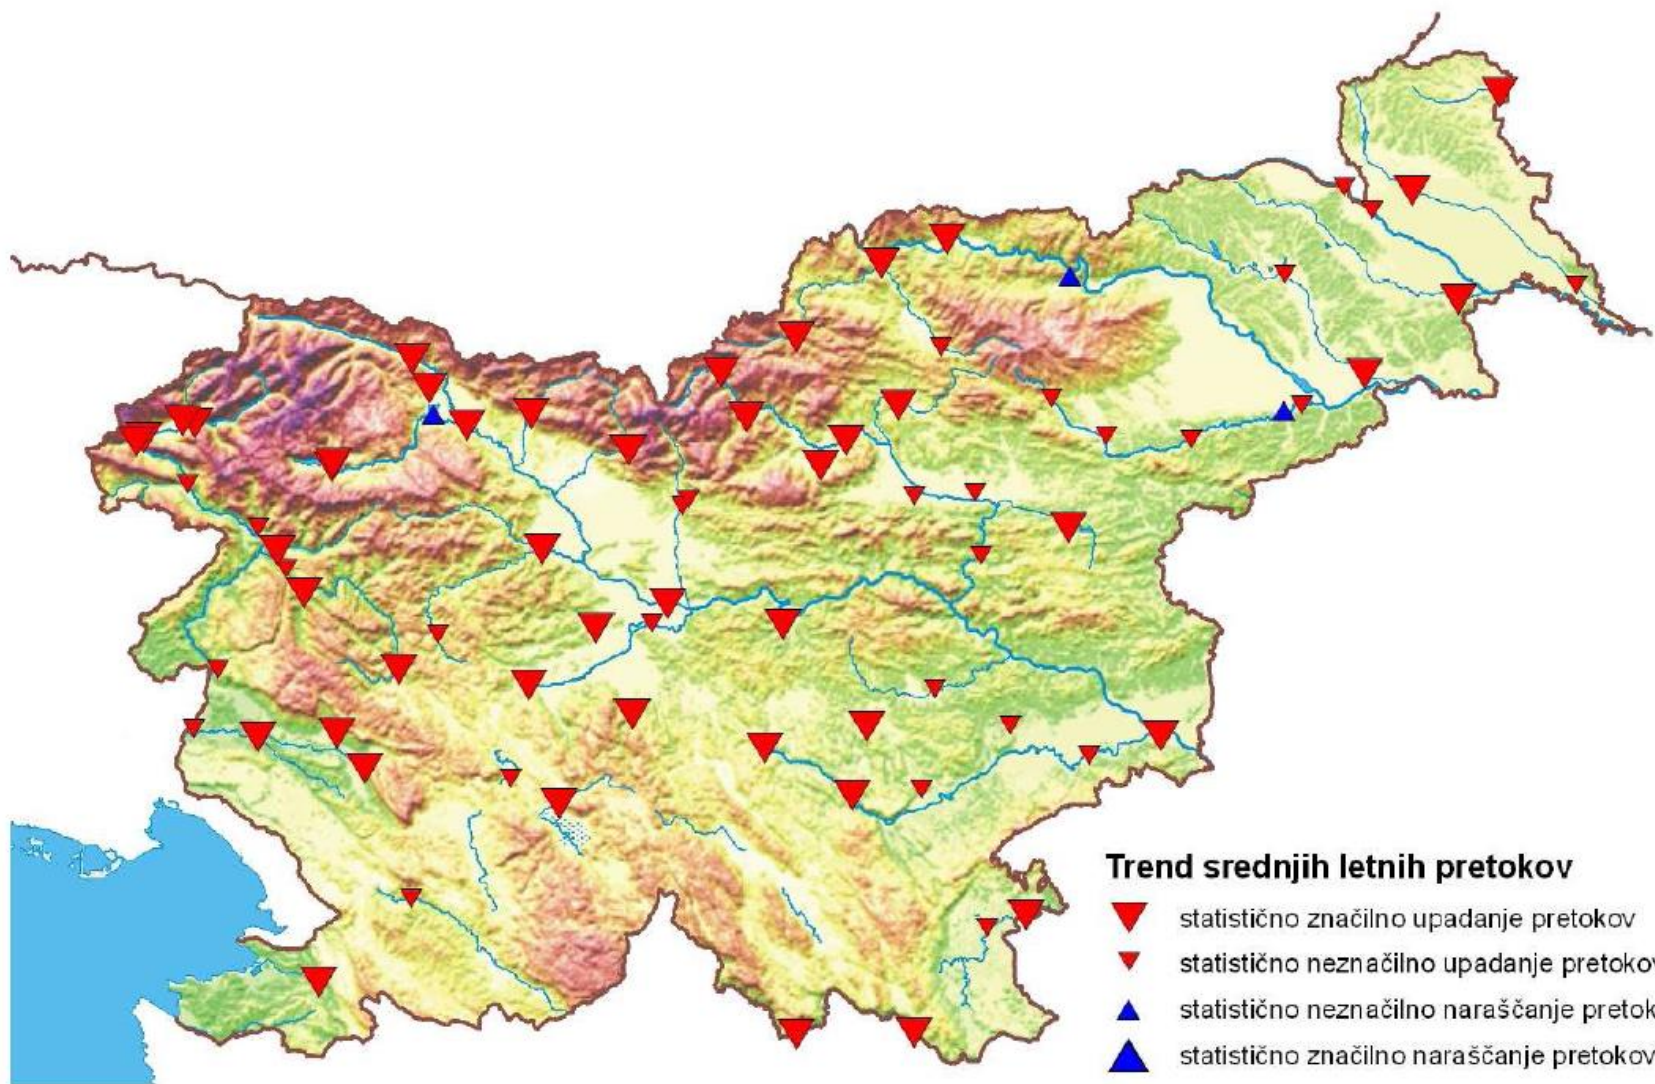 Trend srednjih letnih pretokov
statistično značilno upadanje pretokov
statistično neznačilno upadanje pretokov
statistično neznačilno naraščanje pretok
statistično značilno naraščanje pretokov